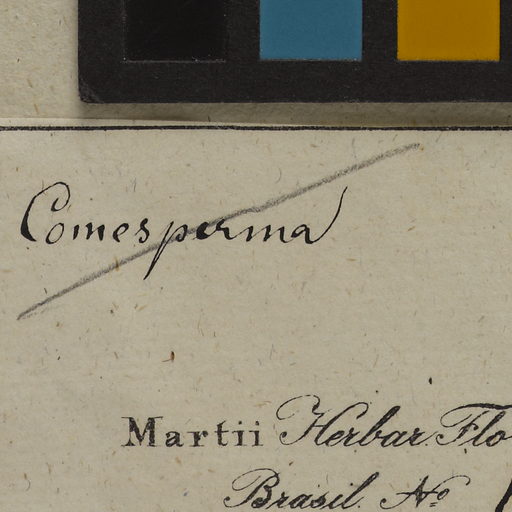 Comesperma
Martii Herbar. Flo
Brasil. No